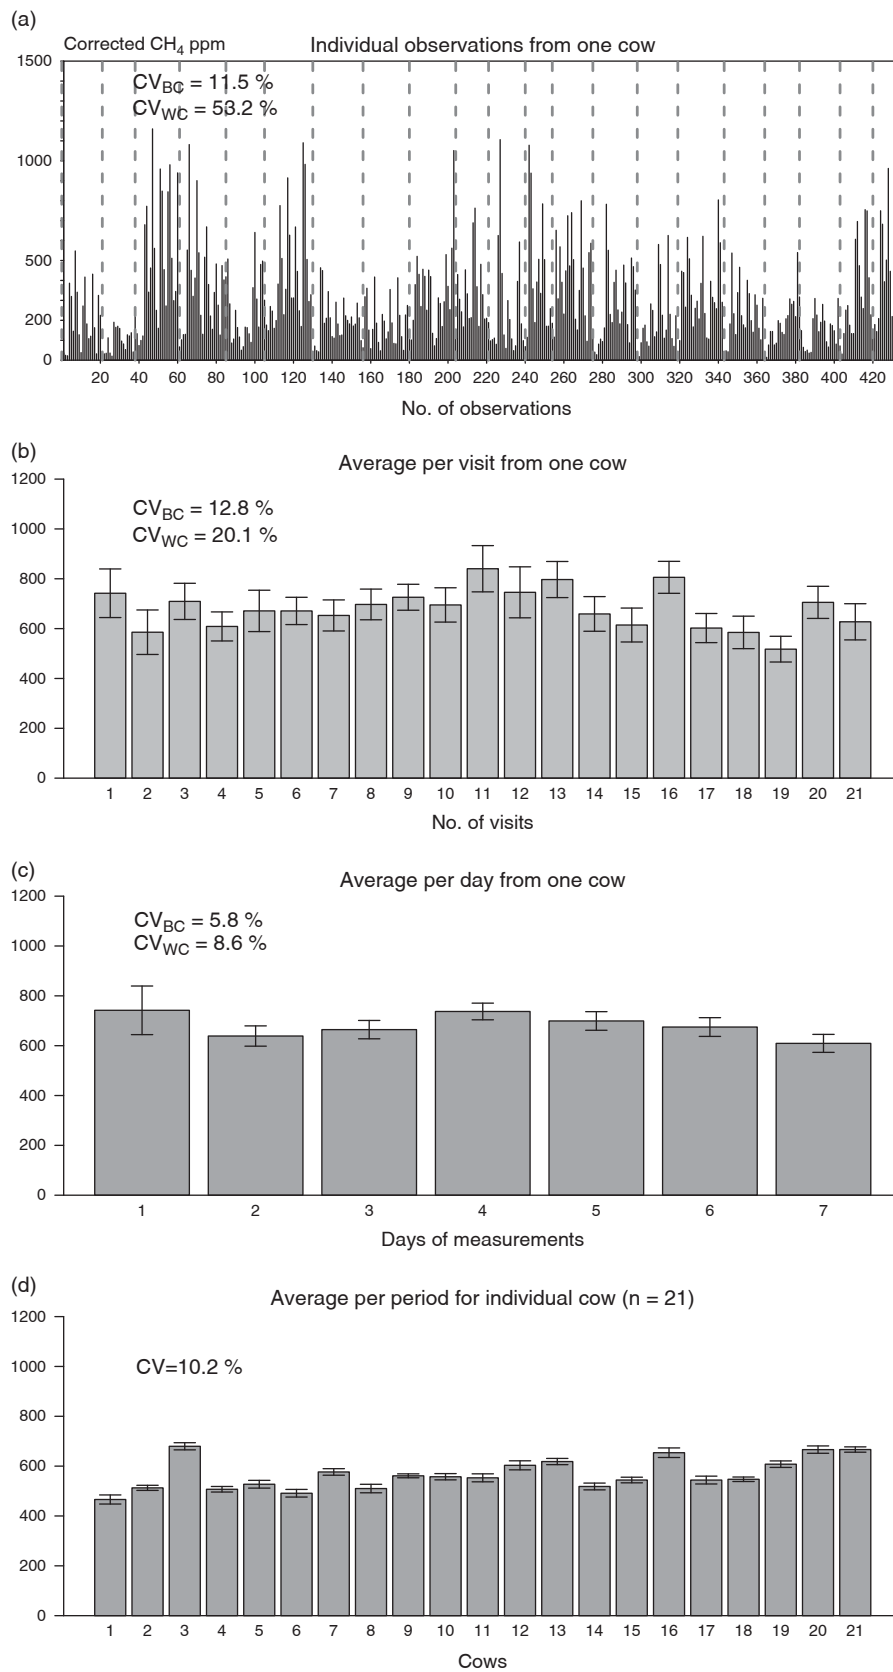 (a)
Corrected CH4 ppm
Individual observations from one cow
CVBC = 11.5 %
CVWC = 53.2 %
1500
1000
500
200
0
20 40 60 80 100 120 140 160 180 200 220 240 260 280 300 320 340 360 380 400 420
No. of observations
(b)
Average per visit from one cow
CVBC = 12.8 %
CVWC = 20.1 %
1200
1000
800
600
400
200
0
1 2 3 4 5 6 7 8 9 10 11 12 13 14 15 16 17 18 19 20 21
No. of visits
(c)
Average per day from one cow
CVBC = 5.8 %
CVWC = 8.6 %
1200
1000
800
600
400
200
0
1 2 3 4 5 6 7
Days of measurements
(d)
Average per period for individual cow (n = 21)
CV=10.2 %
1200
1000
800
600
400
200
0
1 2 3 4 5 6 7 8 9 10 11 12 13 14 15 16 17 18 19 20 21
Cows